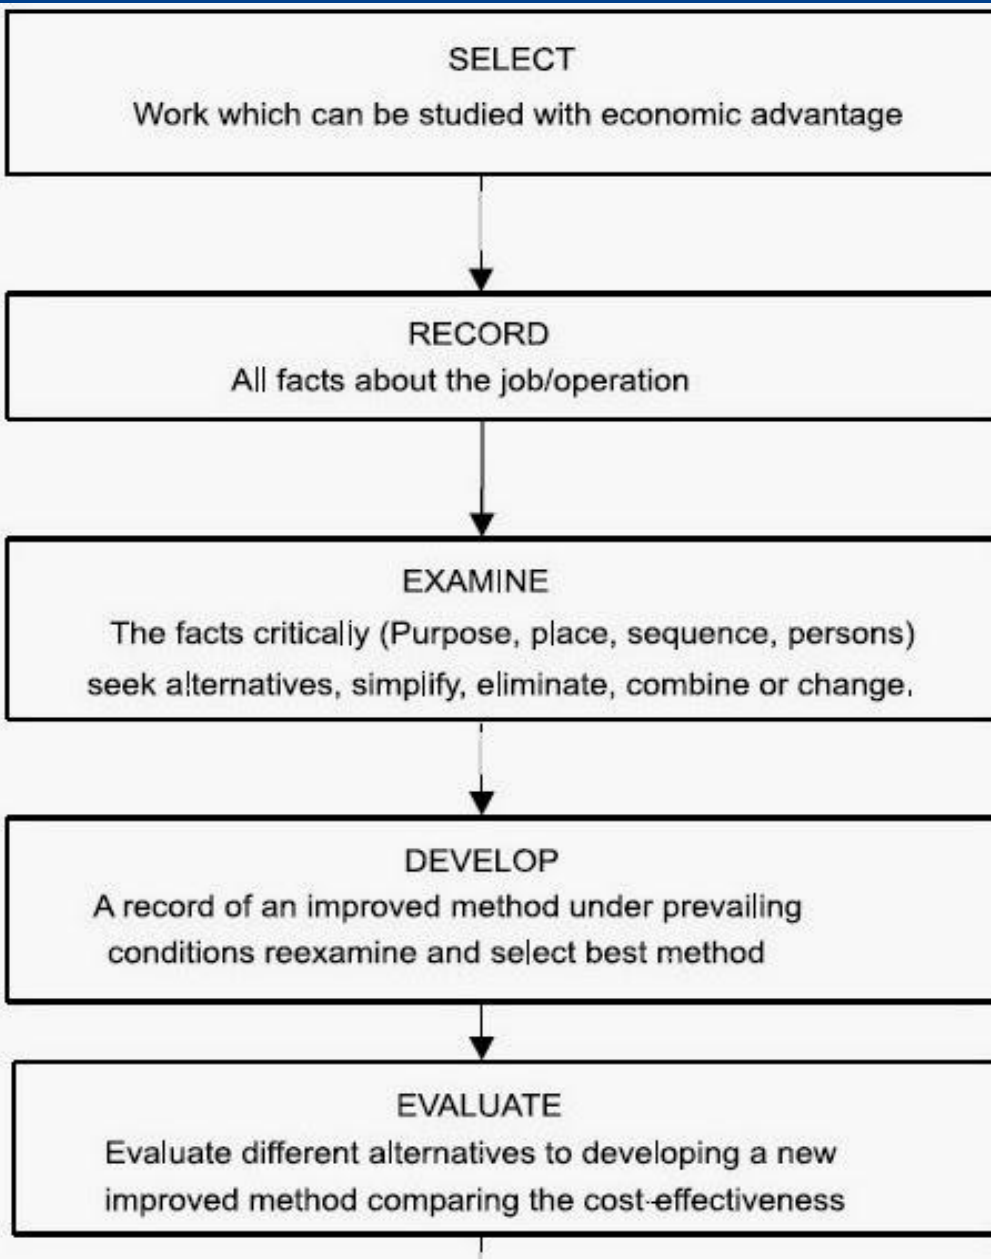 SELECT
Work which can be studied with economic advantage
RECORD
All facts about the job/operation
EXAMINE
The facts critically (Purpose, place, sequence, persons)
seek alternatives, simplify, eliminate, combine or change.
DEVELOP
A record of an improved method under prevailing
conditions reexamine and select best method
EVALUATE
Evaluate different alternatives to developing a new
improved method comparing the cost-effectiveness